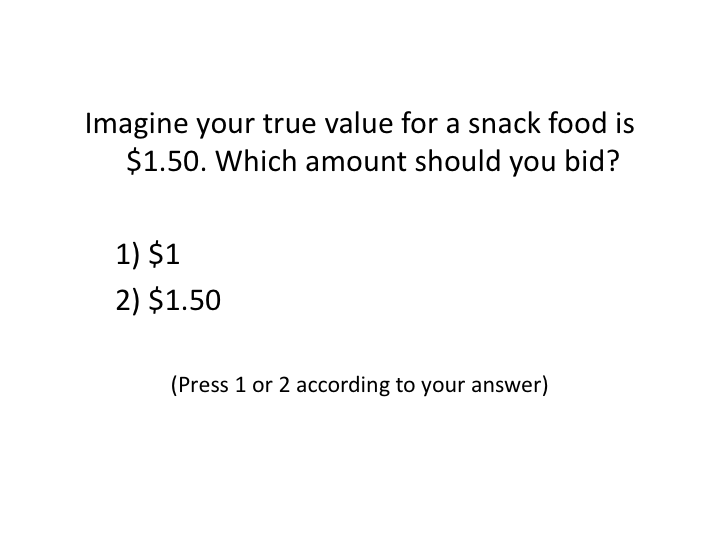 Imagine your true value for a snack food is
$1.50. Which amount should you bid?
1) $1
2) $1.50
(Press 1 or 2 according to your answer)